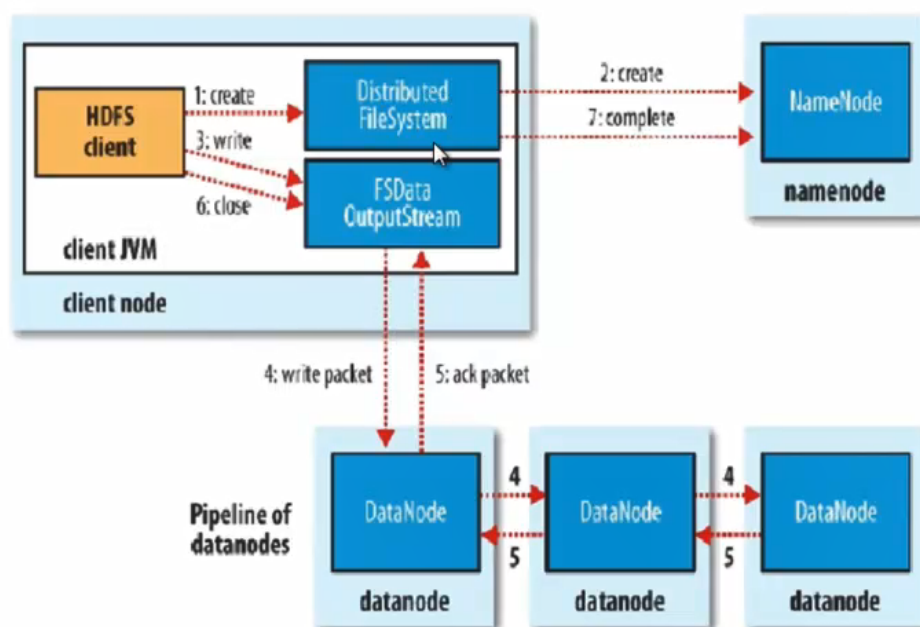 HDFS
client
1: create
3: write
6: close
Distributed
FileSystem
FSData
OutputStream
client JVM
client node
2: create
7: complete
NameNode
namenode
4: write packet
5: ack packet
Pipeline of
datanodes
DataNode
datanode
4
5
DataNode
datanode
4
5
DataNode
datanode